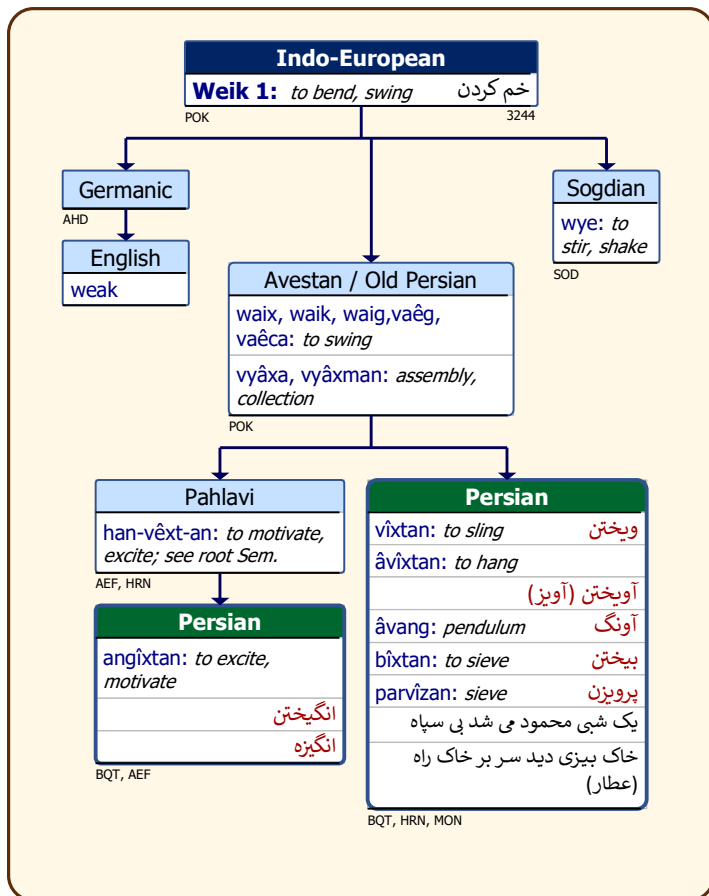 Indo-European
Weik 1: to bend, swing خم کردن
POK 3244
Germanic
AHD
English
weak
Sogdian
wye: to
stir, shake
SOD
Avestan / Old Persian
waix, waik, waig,vaêg,
vaêca: to swing
vyâxa, vyâxman: assembly,
collection
POK
Pahlavi
han-vêxt-an: to motivate,
excite; see root Sem.
AEF, HRN
Persian
angîxtan: to excite,
motivate
انگیختن
انگیزه
BQT, AEF
Persian
vîxtan: to sling ویختن
âvîxtan: to hang
آویختن (آویز)
âvang: pendulum آونگ
bîxtan: to sieve بیختن
parvîzan: sieve پرویزن
یک شبی محمود می شد بی سپاه
خاک بیزی دید سر بر خاک راه
(عطار)
BQT, HRN, MON